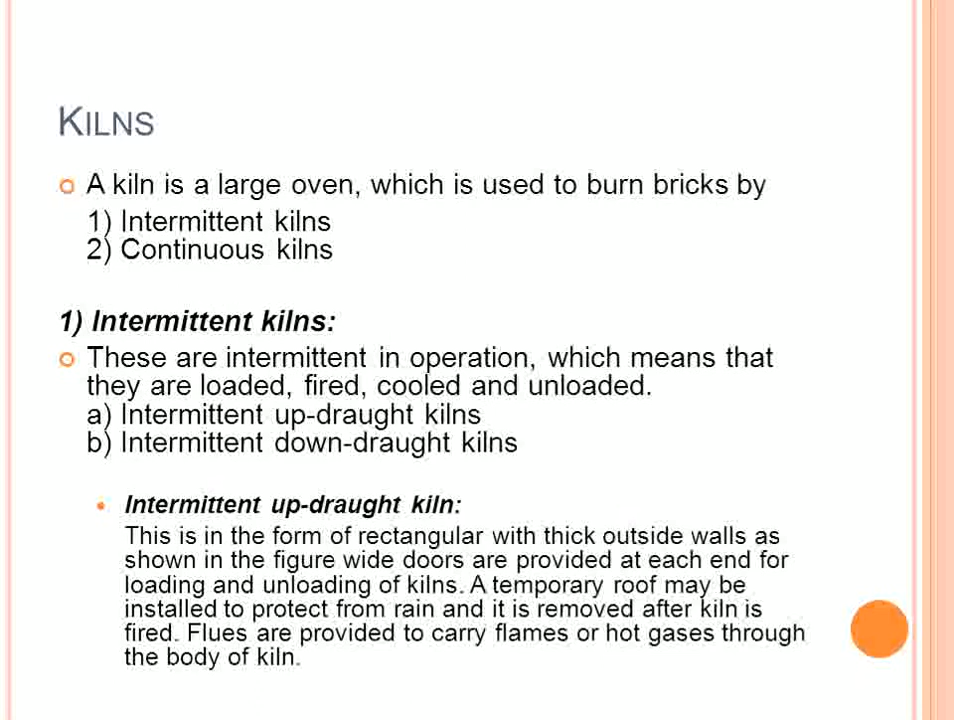 KILNS
A kiln is a large oven, which is used to burn bricks by
1) Intermittent kilns
2) Continuous kilns
1) Intermittent kilns:
These are intermittent in operation, which means that
they are loaded, fired, cooled and unloaded.
a) Intermittent up-draught kilns
b) Intermittent down-draught kilns
Intermittent up-draught kiln:
This is in the form of rectangular with thick outside walls as
shown in the figure wide doors are provided at each end for
loading and unloading of kilns. A temporary roof may be
installed to protect from rain and it is removed after kiln is
fired. Flues are provided to carry flames or hot gases through
the body of kiln.